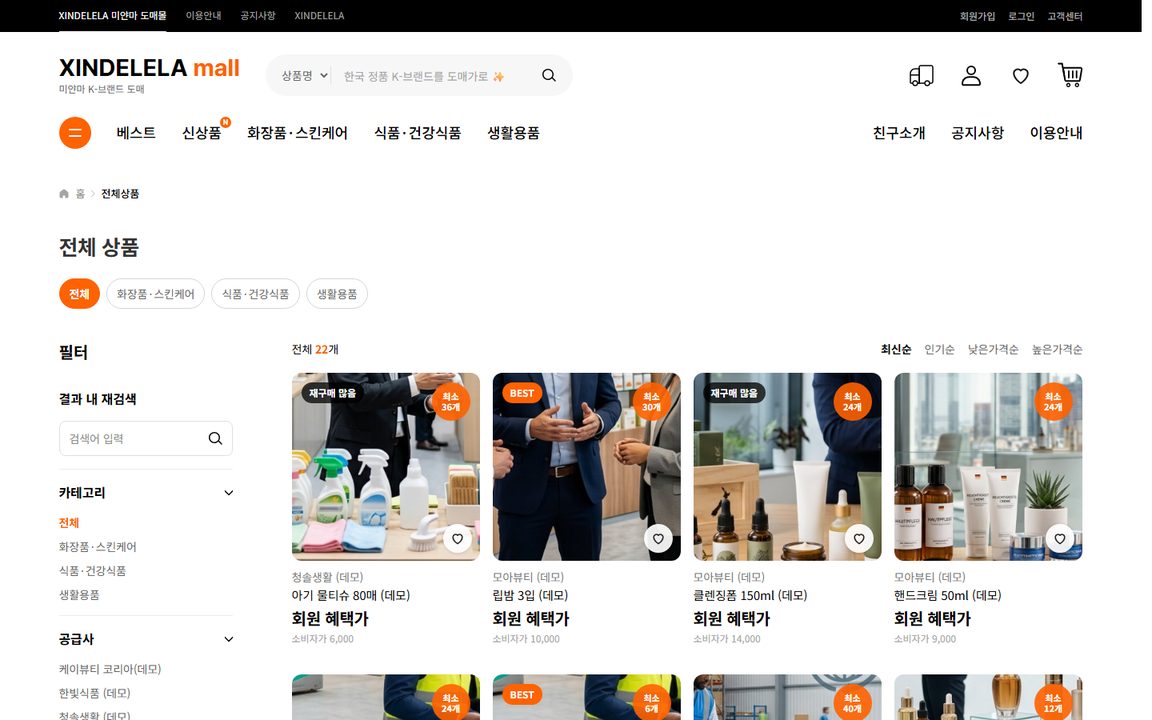 XINDELELA 미얀마 도매몰 이용안내 공지사항 XINDELELA 회원가입 로그인 고객센터
XINDELELA mall
미얀마 K-브랜드 도매
상품명 한국 정품 K-브랜드를 도매가로 ✨
베스트 신상품 N 화장품·스킨케어 식품·건강식품 생활용품 친구소개 공지사항 이용안내
홈 > 전체상품
전체 상품
전체 화장품·스킨케어 식품·건강식품 생활용품
필터
전체 22개 최신순 인기순 낮은가격순 높은가격순
결과 내 재검색
검색어 입력
카테고리
전체
화장품·스킨케어
식품·건강식품
생활용품
공급사
케이뷰티 코리아(데모)
한빛식품 (데모)
청솔생활 (데모)
재구매 많음
최소
36개
청솔생활 (데모)
아기 물티슈 80매 (데모)
회원 혜택가
소비자가 6,000
BEST
최소
30개
모아뷰티 (데모)
립밤 3입 (데모)
회원 혜택가
소비자가 10,000
재구매 많음
최소
24개
모아뷰티 (데모)
클렌징폼 150ml (데모)
회원 혜택가
소비자가 14,000
최소
24개
HAUTPFLEGE
HAUTPFLEGE
모아뷰티 (데모)
핸드크림 50ml (데모)
회원 혜택가
소비자가 9,000
최소
24개
BEST
최소
6개
최소
40개
최소
12개